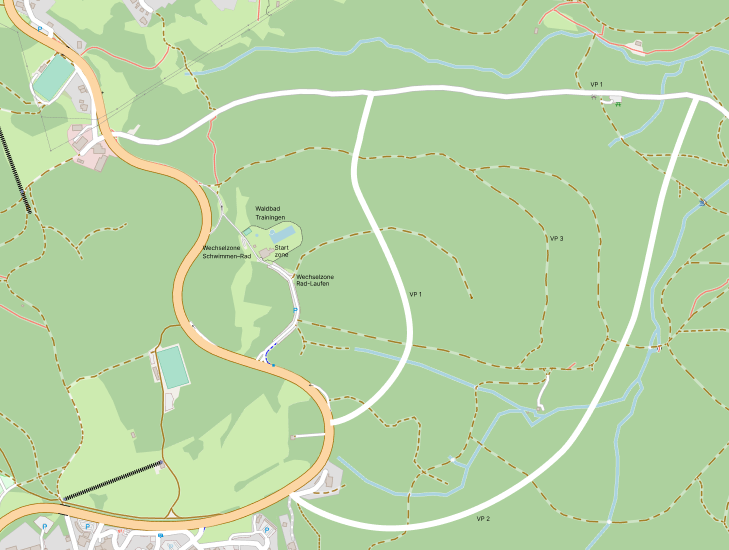 P
VP 1
Waldbad
Trainingen
VP 3
Wechselzone
Schwimmen–Rad
Start
zone
Wechselzone
Rad-Laufen
VP 1
P
VP 2
P
P